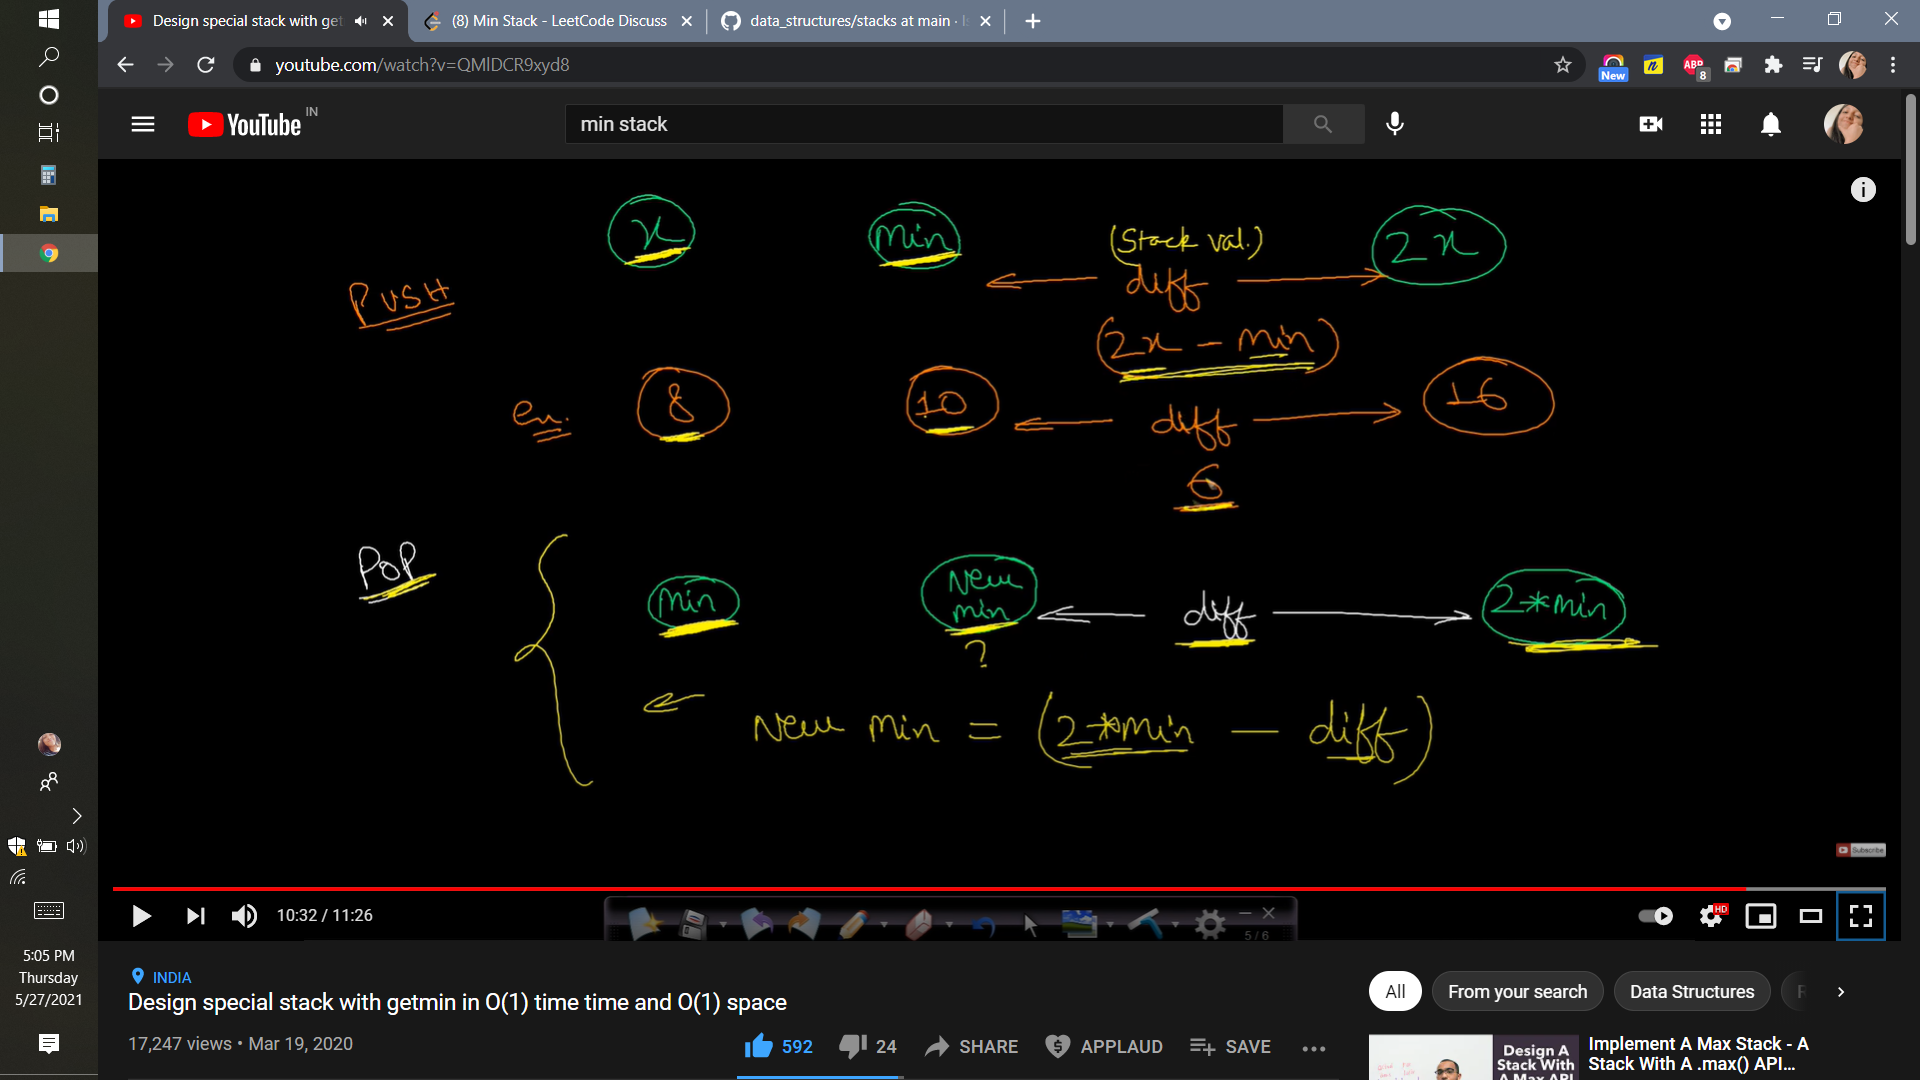 Design special stack with get
(8) Min Stack - LeetCode Discuss
data_structures/stacks at main ·
youtube.com/watch?v=QMlDCR9xyd8
New
ABP
8
YouTube IN
min stack
x min (Stack val.) 2x
PUSH diff
(2x - min)
en. 8 10 diff 16
6
POP min New min diff 2*min
?
New min = (2*min - diff)
Subscribe
10:32 / 11:26
HD
5 / 6
5:05 PM
Thursday
5/27/2021
INDIA
Design special stack with getmin in O(1) time time and O(1) space
17,247 views • Mar 19, 2020
592
24
SHARE
APPLAUD
SAVE
All
From your search
Data Structures
Design A
Stack With
A Max API
Implement A Max Stack - A
Stack With A .max() API...